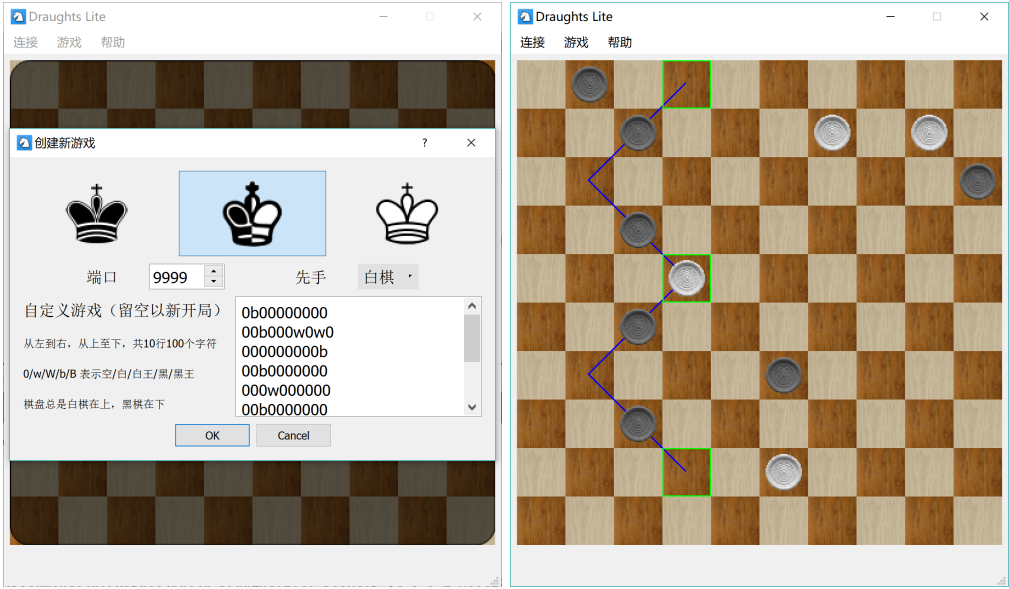 Draughts Lite
连接 游戏 帮助
创建新游戏
?
端口 9999 先手 白棋
自定义游戏（留空以新开局）
从左到右，从上至下，共10行100个字符
0/w/W/b/B 表示空/白/白王/黑/黑王
棋盘总是白棋在上，黑棋在下
0b00000000
00b000w0w0
000000000b
00b0000000
000w000000
00b0000000
OK Cancel
Draughts Lite
连接 游戏 帮助